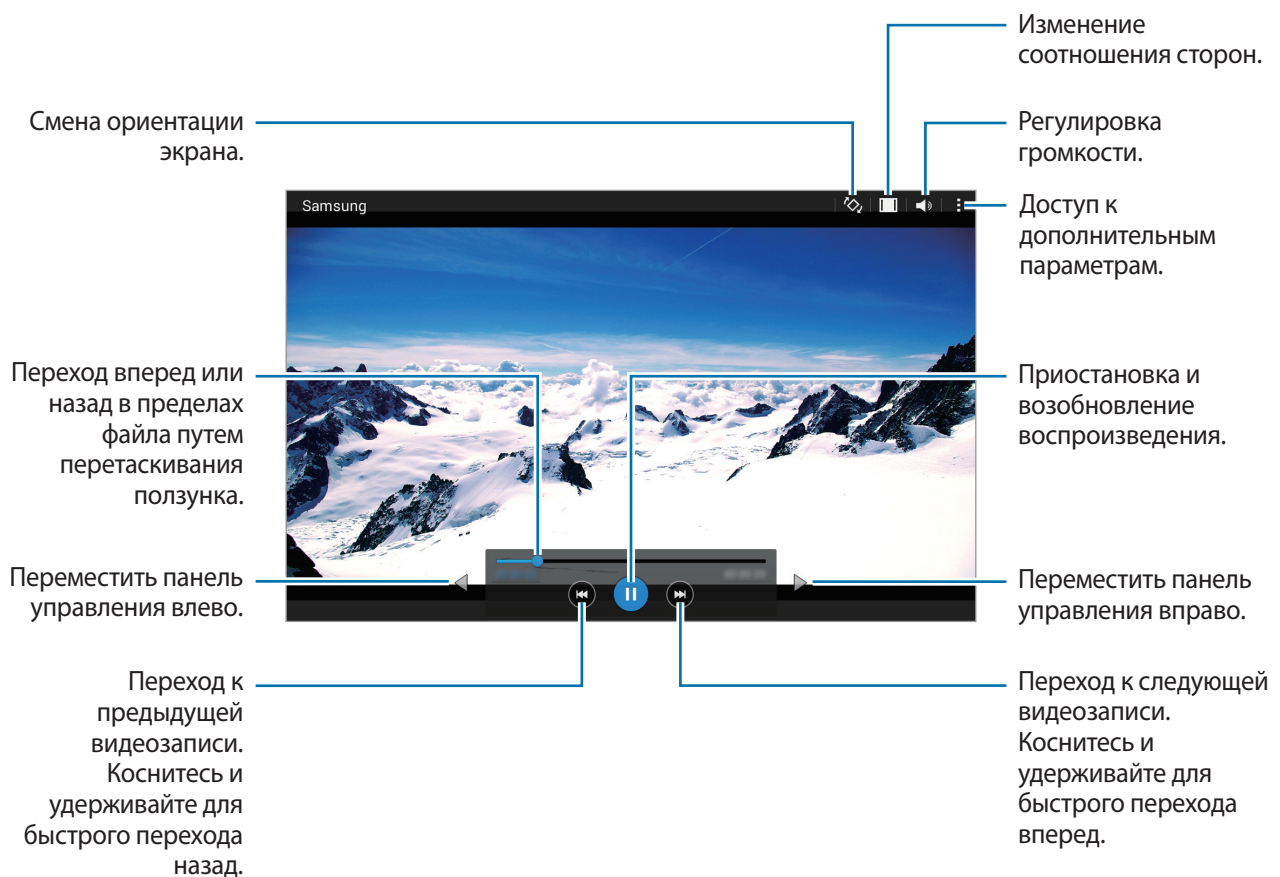 Изменение
соотношения сторон.
Смена ориентации
экрана.
Регулировка
громкости.
Samsung
Доступ к
дополнительным
параметрам.
Переход вперед или
назад в пределах
файла путем
перетаскивания
ползунка.
Приостановка и
возобновление
воспроизведения.
Переместить панель
управления влево.
Переместить панель
управления вправо.
Переход к
предыдущей
видеозаписи.
Коснитесь и
удерживайте для
быстрого перехода
назад.
Переход к следующей
видеозаписи.
Коснитесь и
удерживайте для
быстрого перехода
вперед.